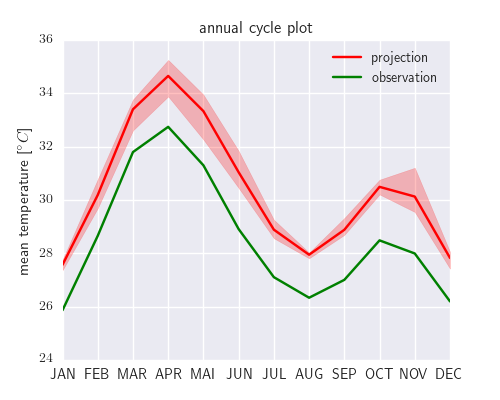 annual cycle plot
projection
observation
mean temperature [°C]
36
34
32
30
28
26
24
JAN FEB MAR APR MAI JUN JUL AUG SEP OCT NOV DEC